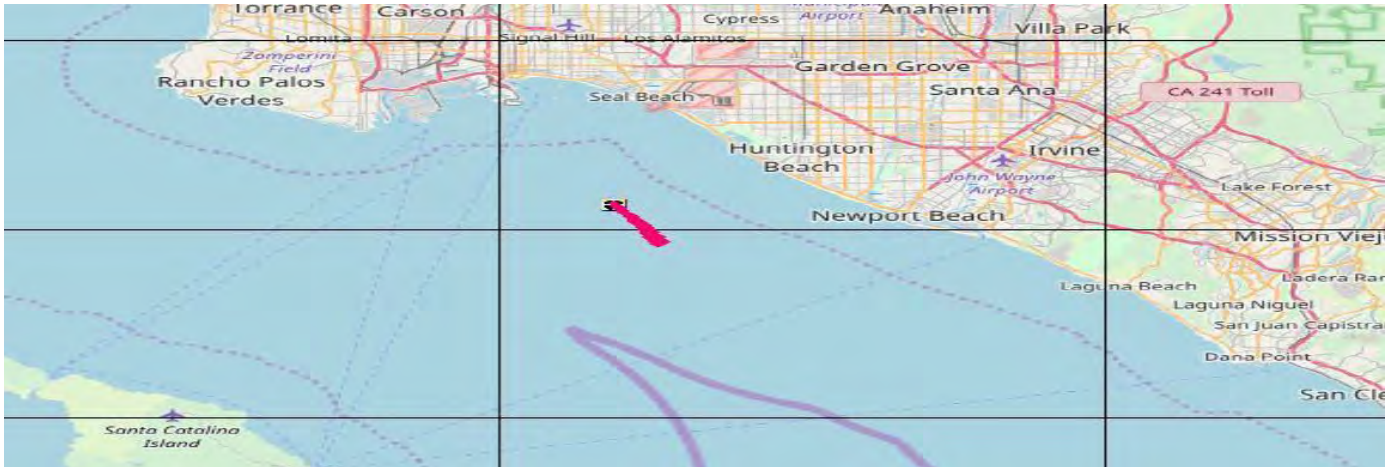 Torrance
Carson
Cypress
Airport
Anaheim
Villa Park
Lomita
Signal Hill
Los Alamitos
Zomperini
Field
Garden Grove
Rancho Palos
Verdes
Seal Beach
Santa Ana
CA 241 Toll
Huntington
Beach
Irvine
John Wayne
Airport
Lake Forest
Newport Beach
Mission Viej
Laguna Beach
Ladera Ran
Laguna Niguel
San Juan Capistra
Dana Point
San Cle
Santa Catalina
Island